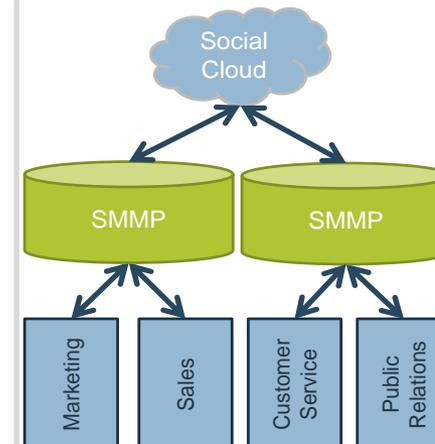 Social
Cloud
SMMP
SMMP
Marketing
Sales
Customer
Service
Public
Relations